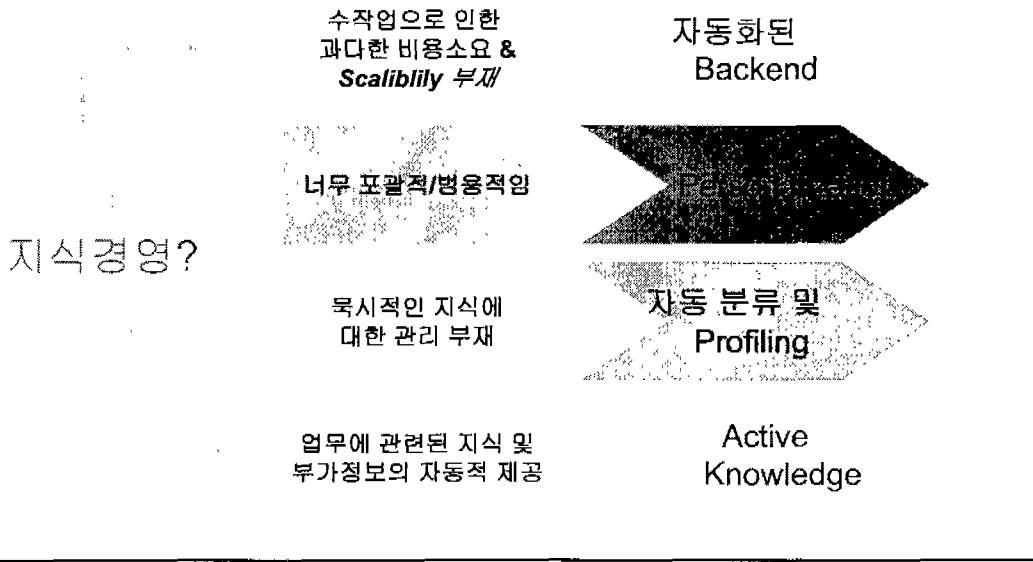 수작업으로 인한
과다한 비용소요 &
Scaliblily 부재
자동화된
Backend
너무 포괄적/범용적임
지식경영?
묵시적인 지식에
대한 관리 부재
자동 분류 및
Profiling
업무에 관련된 지식 및
부가정보의 자동적 제공
Active
Knowledge